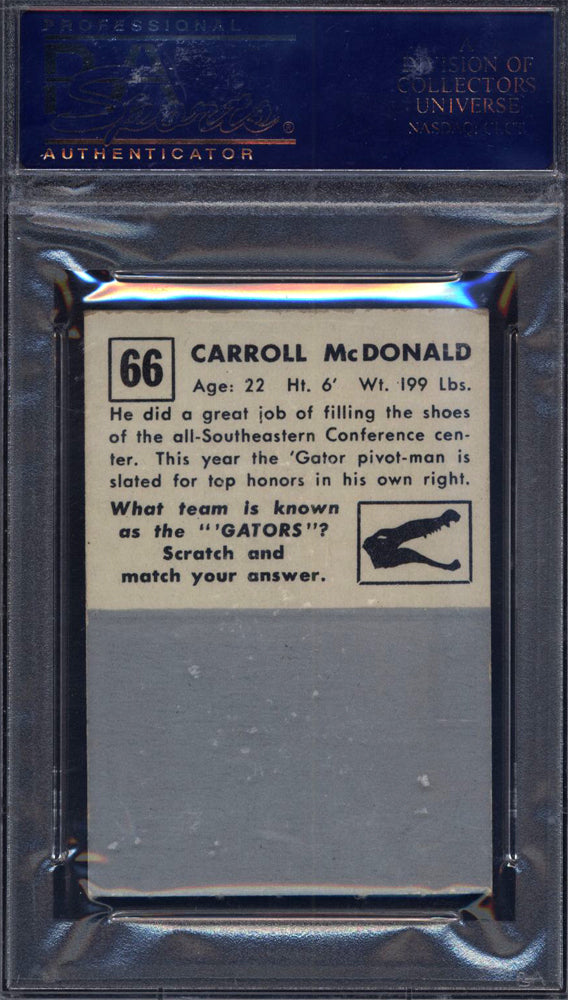 PROFESSIONAL
PSA
Sports®
AUTHENTICATOR
A
DIVISION OF
COLLECTORS
UNIVERSE
NASDAQ: CLCT
66
CARROLL McDONALD
Age: 22 Ht. 6' Wt. 199 Lbs.
He did a great job of filling the shoes
of the all-Southeastern Conference cen-
ter. This year the 'Gator pivot-man is
slated for top honors in his own right.
What team is known
as the "'GATORS"?
Scratch and
match your answer.